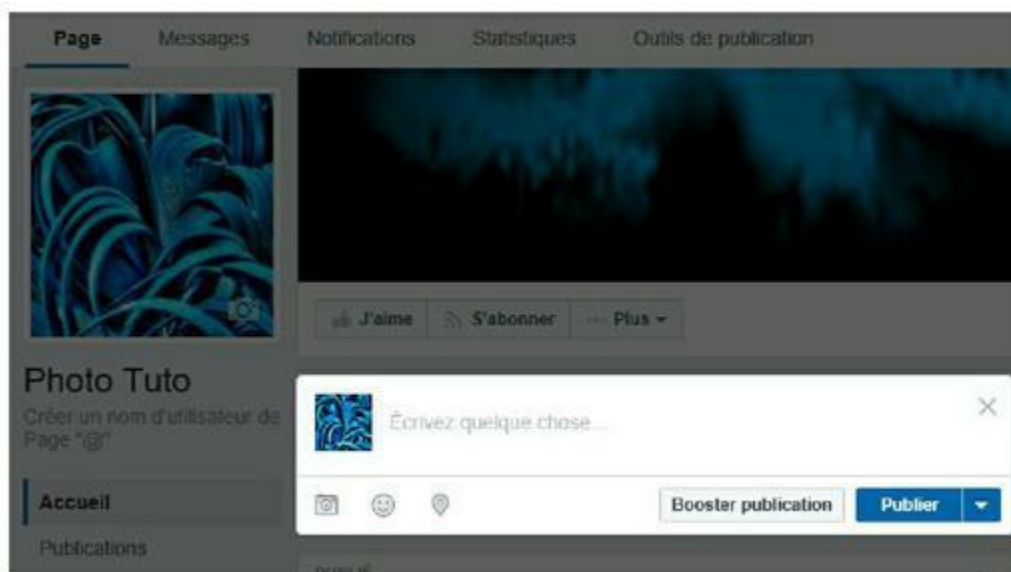 Page Messages Notifications Statistiques Outils de publication
J'aime S'abonner ... Plus
Photo Tuto
Créer un nom d'utilisateur de
Page "@"
Écrivez quelque chose...
Accueil
Booster publication Publier
Publications